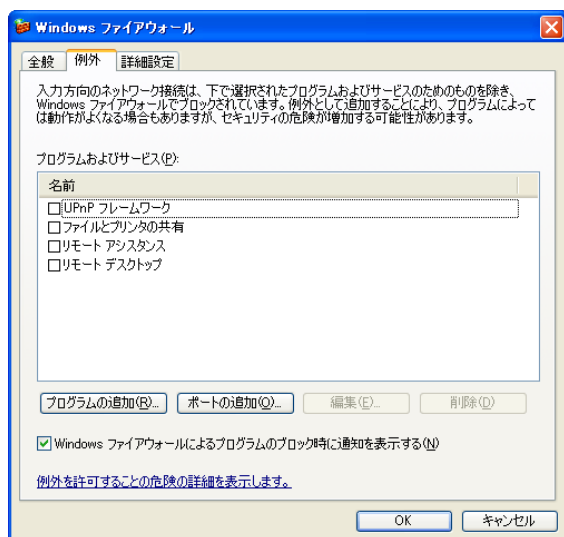 Windows ファイアウォール
全般
例外
詳細設定
入力方向のネットワーク接続は、下で選択されたプログラムおよびサービスのためのものを除き、
Windows ファイアウォールでブロックされています。例外として追加することにより、プログラムによって
は動作がよくなる場合もありますが、セキュリティの危険が増加する可能性があります。
プログラムおよびサービス(P):
名前
UPnP フレームワーク
ファイルとプリンタの共有
リモート アシスタンス
リモート デスクトップ
プログラムの追加(R)...
ポートの追加(O)...
編集(E)...
削除(D)
Windows ファイアウォールによるプログラムのブロック時に通知を表示する(N)
例外を許可することの危険の詳細を表示します。
OK
キャンセル